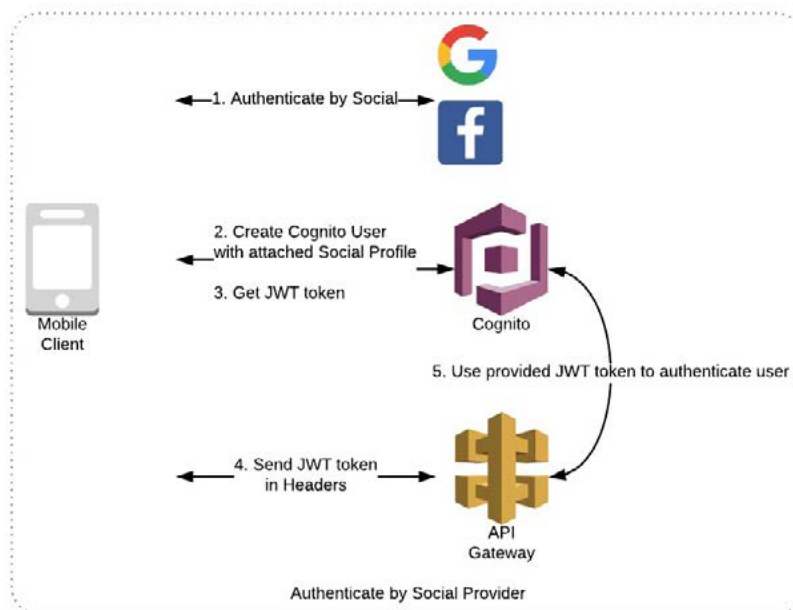 1. Authenticate by Social
2. Create Cognito User
with attached Social Profile
3. Get JWT token
Mobile
Client
Cognito
5. Use provided JWT token to authenticate user
4. Send JWT token
in Headers
API
Gateway
Authenticate by Social Provider